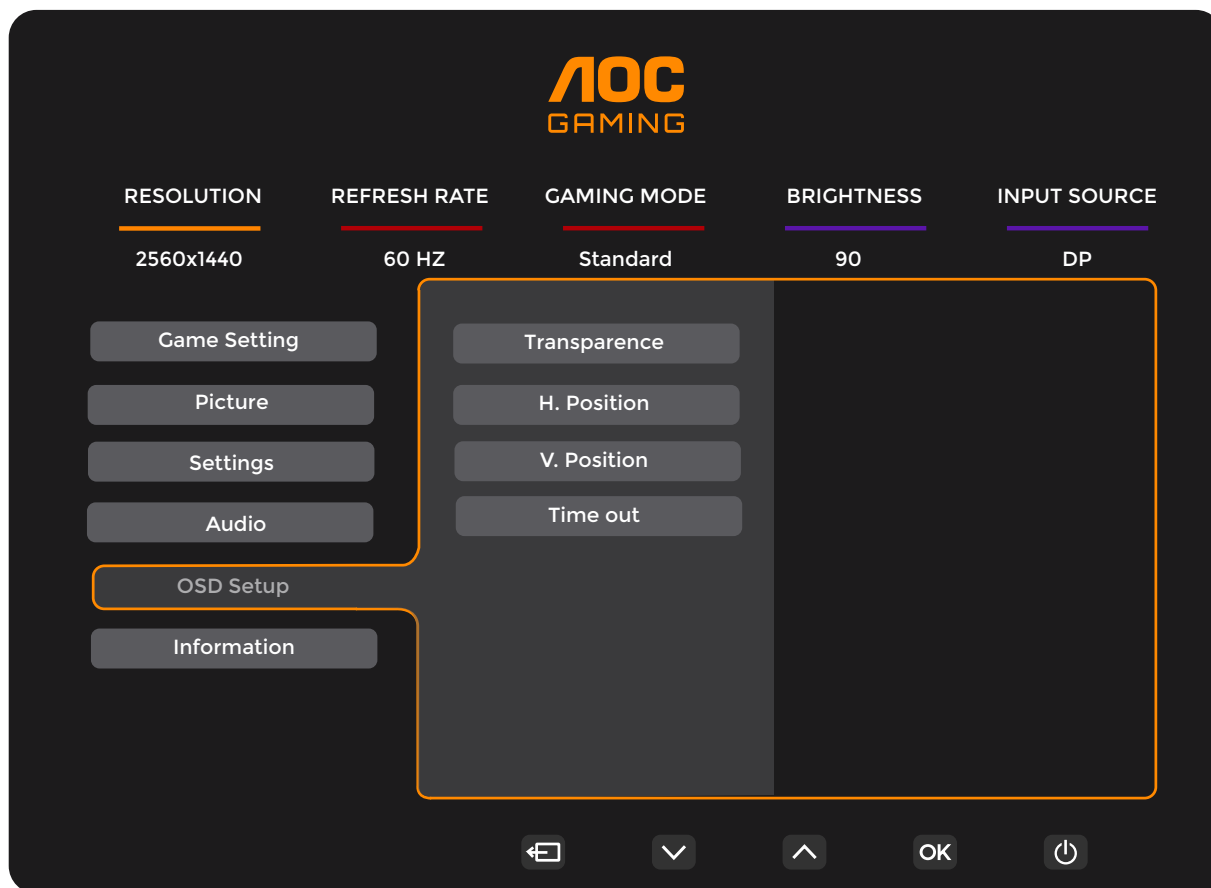 AOC
GAMING
RESOLUTION REFRESH RATE GAMING MODE BRIGHTNESS INPUT SOURCE
2560x1440 60 HZ Standard 90 DP
Game Setting Transparence
Picture H. Position
Settings V. Position
Audio Time out
OSD Setup
Information
OK